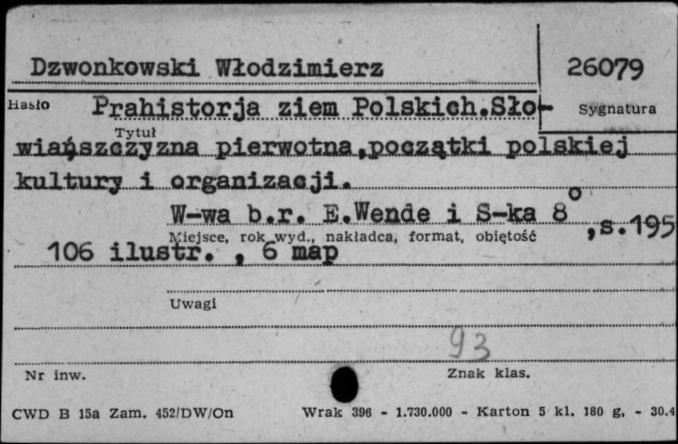 Dzwonkowski Włodzimierz 26079
Hasło Prahistorja ziem Polskich.Sło- Sygnatura
Tytuł
wiańszczyzna pierwotna,początki polskiej
kultury i organizacji.
W-wa b.r. E.Wende i S-ka 8° ,s.195
Miejsce, rok wyd., nakładca, format, objętość
106 ilustr. , 6 map
Uwagi
93
Nr inw. Znak klas.
CWD B 15a Zam. 452/DW/On Wrak 396 - 1.730.000 - Karton 5 kl. 180 g, - 30.4